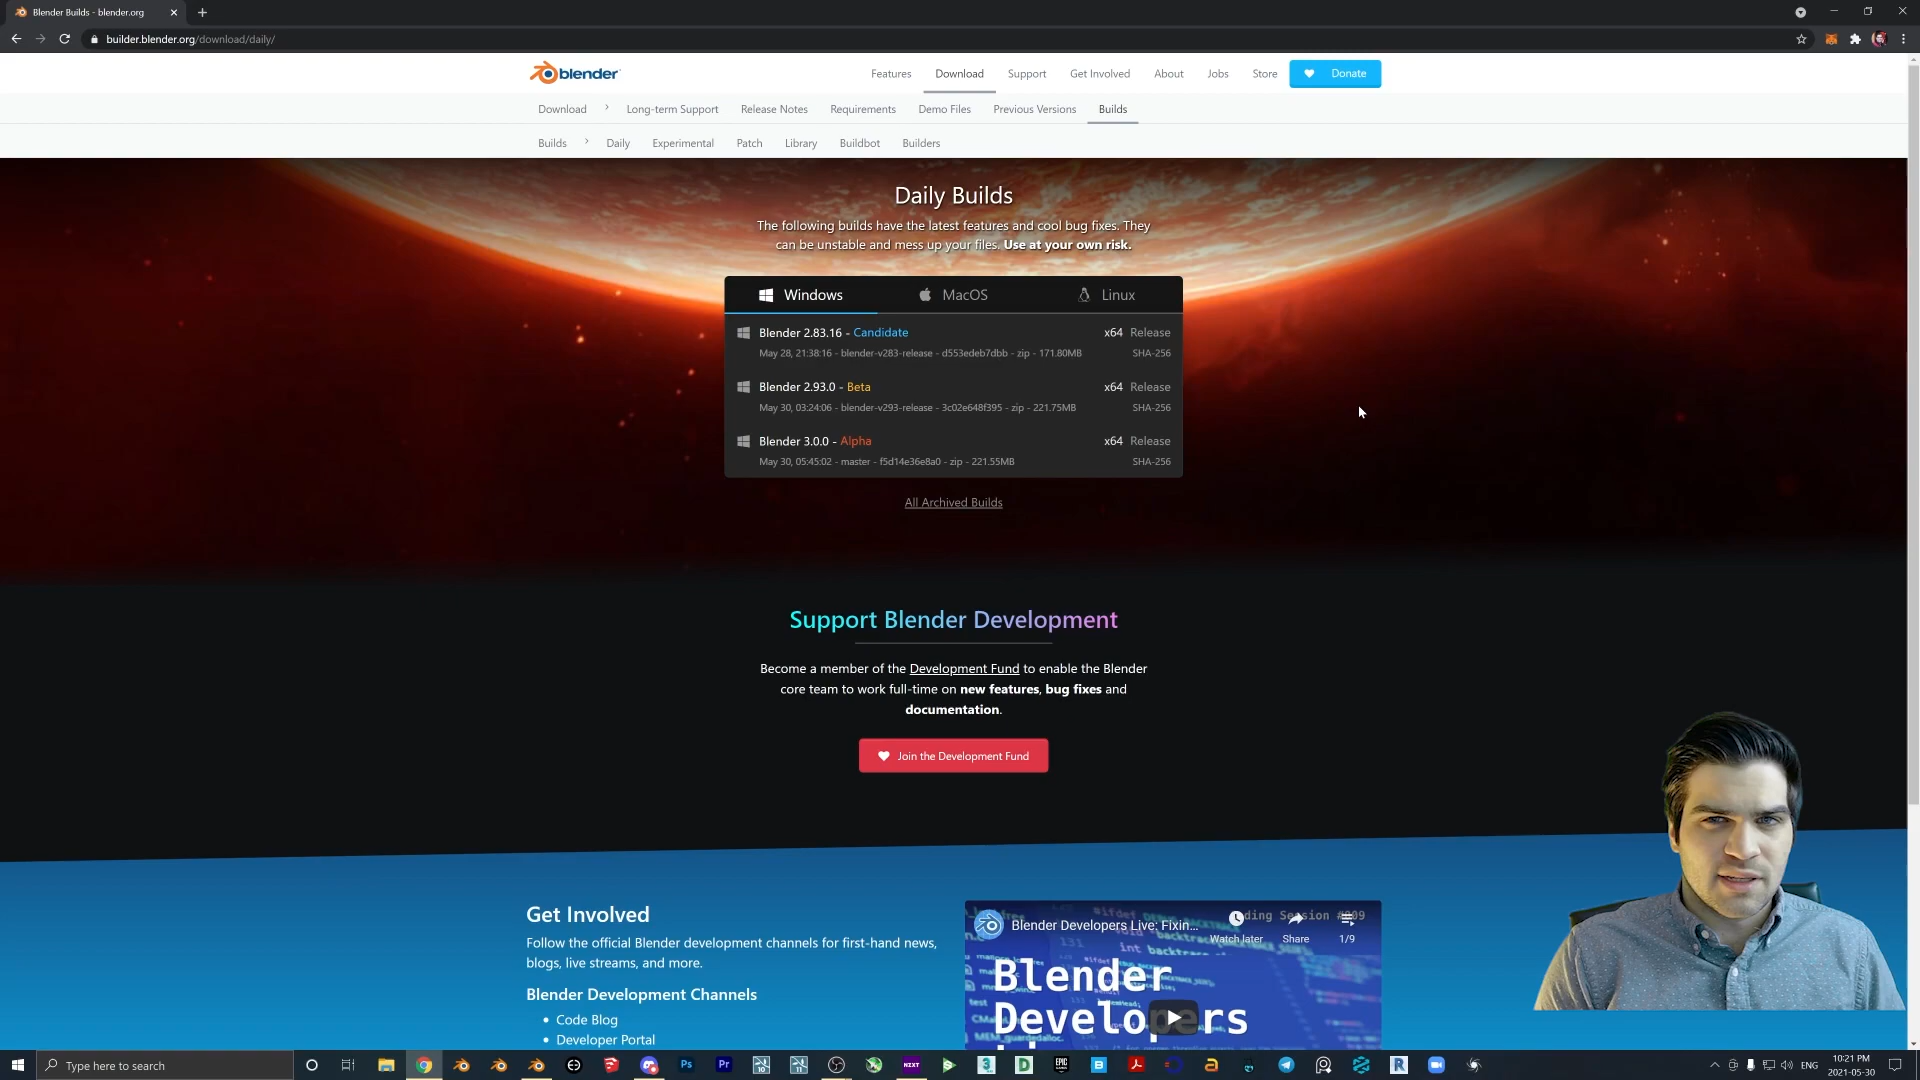 Blender Builds - blender.org
builder.blender.org/download/daily/
blender
Features Download Support Get Involved About Jobs Store Donate
Download Long-term Support Release Notes Requirements Demo Files Previous Versions Builds
Builds Daily Experimental Patch Library Buildbot Builders
Daily Builds
The following builds have the latest features and cool bug fixes. They
can be unstable and mess up your files. Use at your own risk.
Windows MacOS Linux
Blender 2.83.16 - Candidate x64 Release
May 28, 21:38:16 - blender-v283-release - d553edeb7dbb - zip - 171.80MB SHA-256
Blender 2.93.0 - Beta x64 Release
May 30, 03:24:06 - blender-v293-release - 3c02e648f395 - zip - 221.75MB SHA-256
Blender 3.0.0 - Alpha x64 Release
May 30, 05:45:02 - master - f5d14e36e8a0 - zip - 221.55MB SHA-256
All Archived Builds
Support Blender Development
Become a member of the Development Fund to enable the Blender
core team to work full-time on new features, bug fixes and
documentation.
Join the Development Fund
Get Involved
Follow the official Blender development channels for first-hand news,
blogs, live streams, and more.
Blender Development Channels
• Code Blog
• Developer Portal
Blender Developers Live: Fixin...
Watch later Share 1/9
Blender
Developers
Type here to search
ENG
10:21 PM
2021-05-30